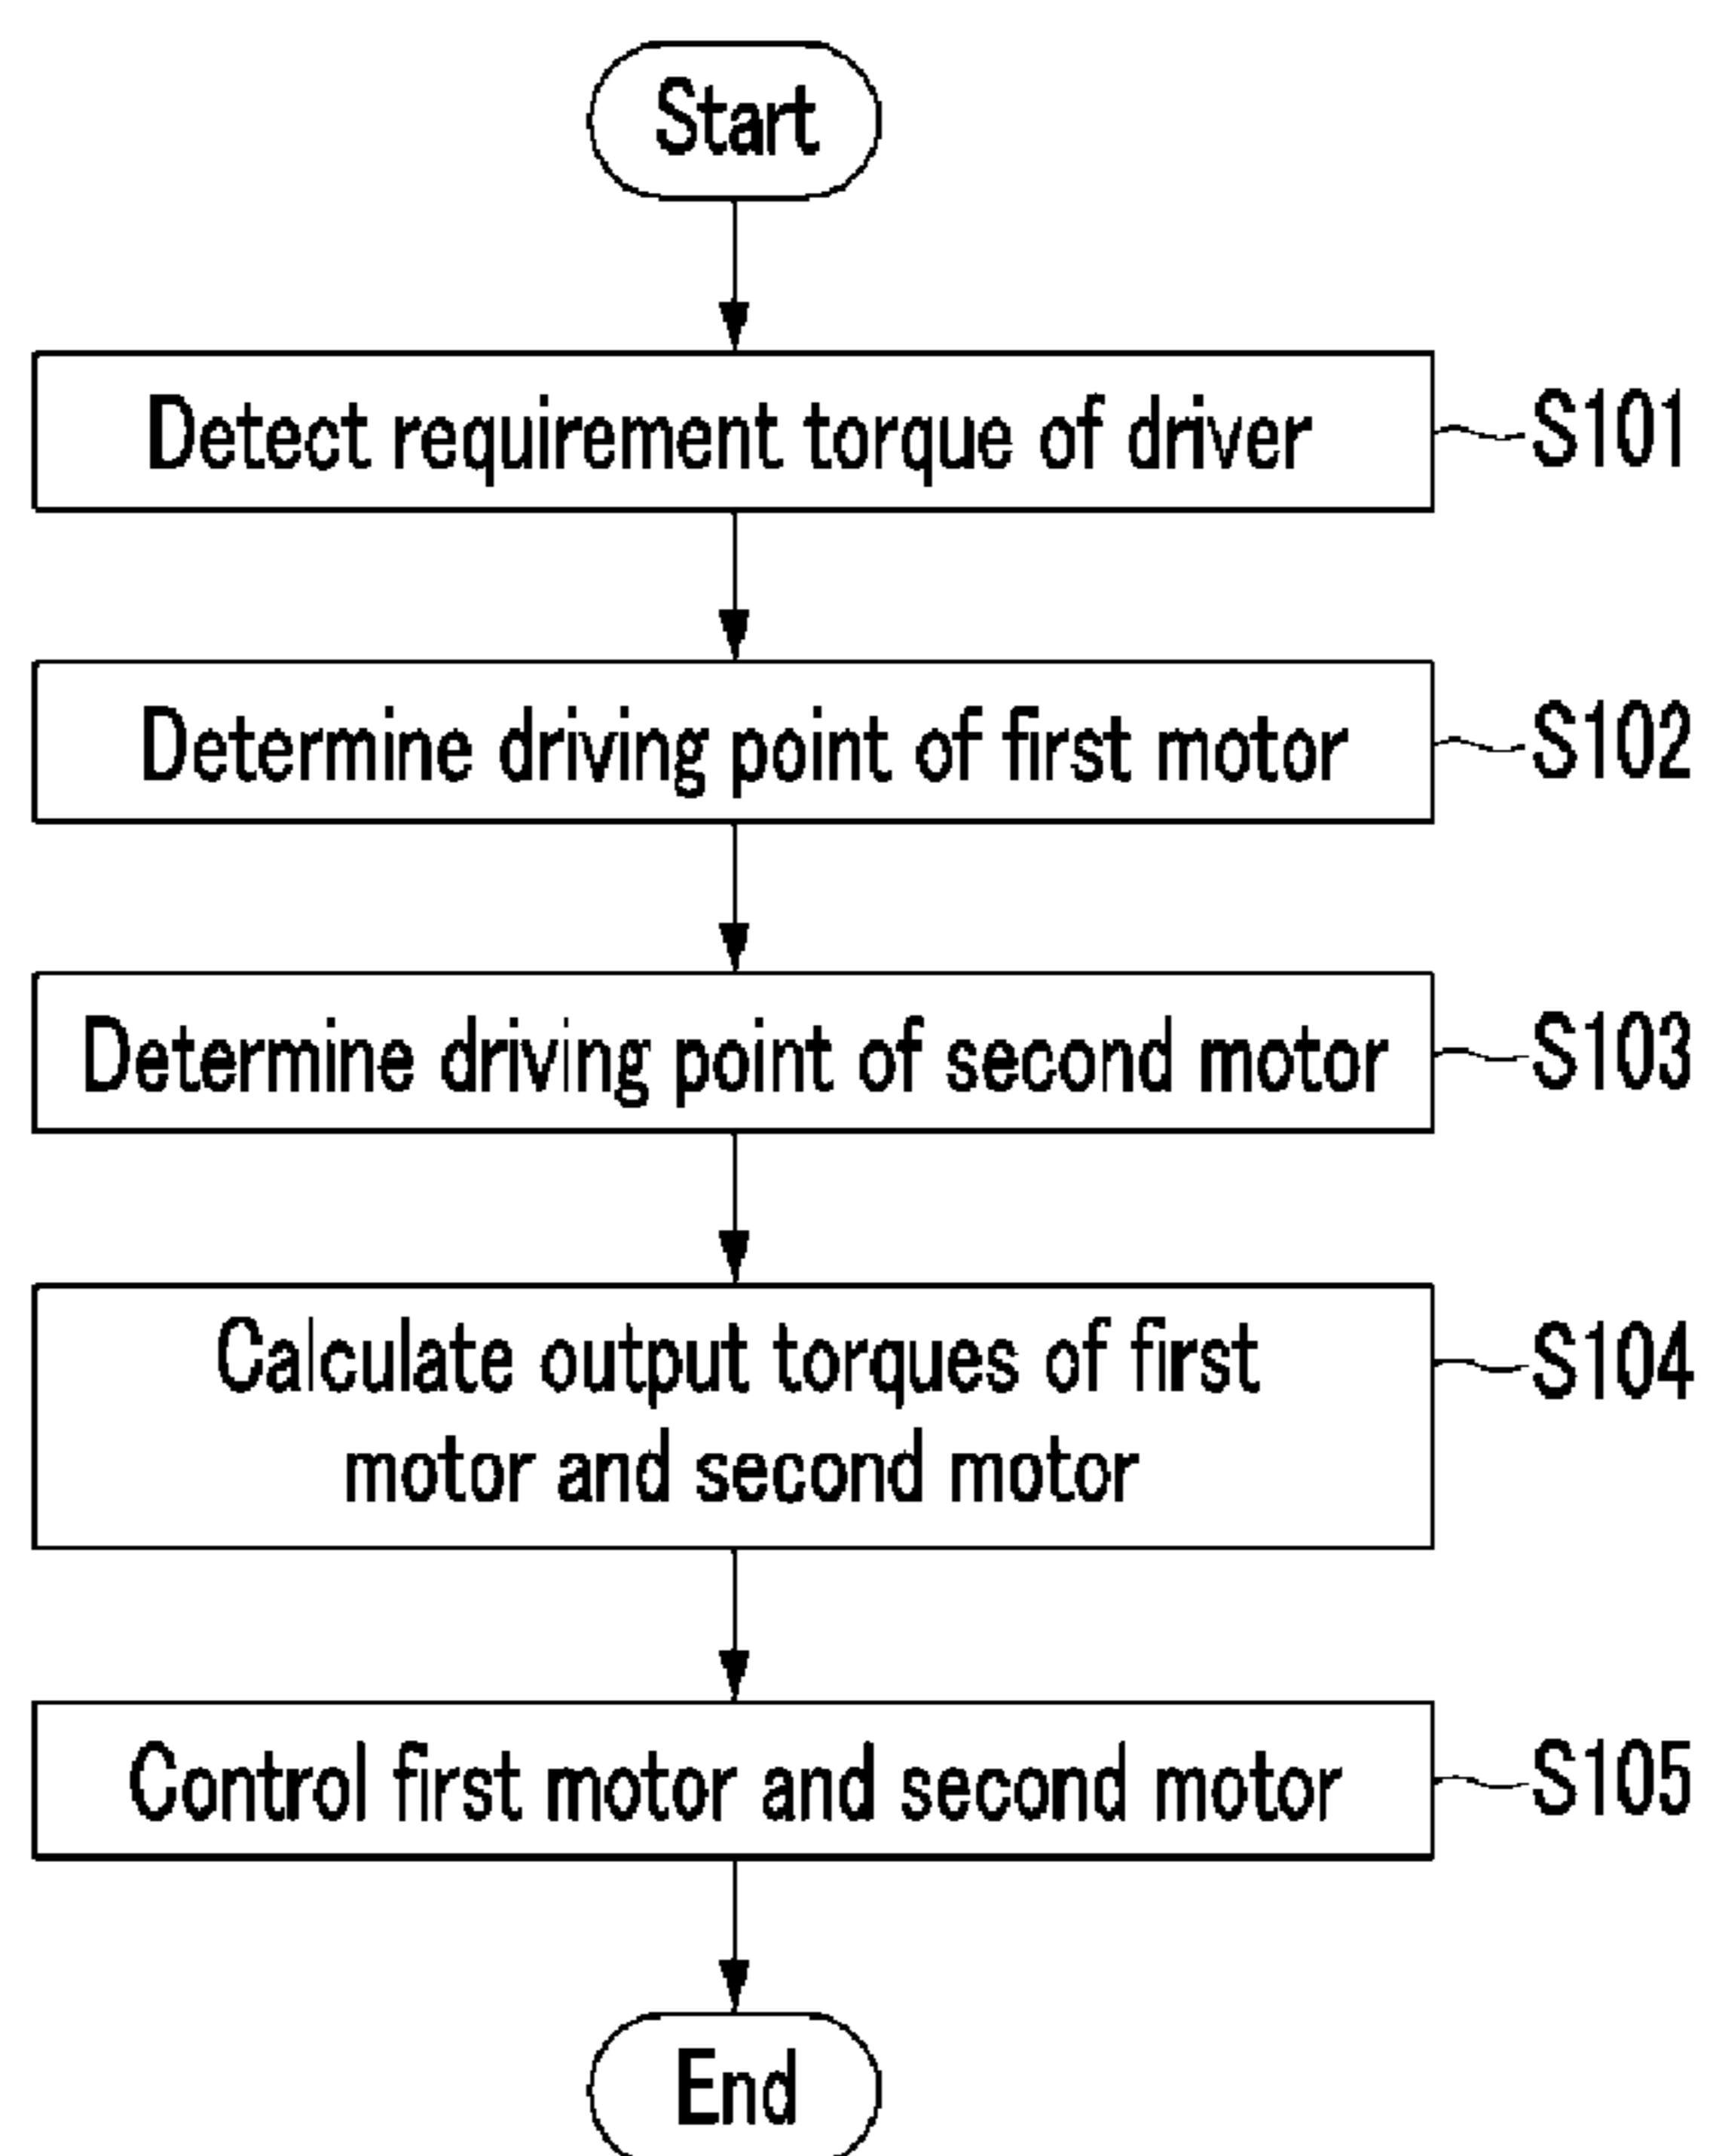 Start
Detect requirement torque of driver
S101
Determine driving point of first motor
S102
Determine driving point of second motor
S103
Calculate output torques of first
motor and second motor
S104
Control first motor and second motor
S105
End